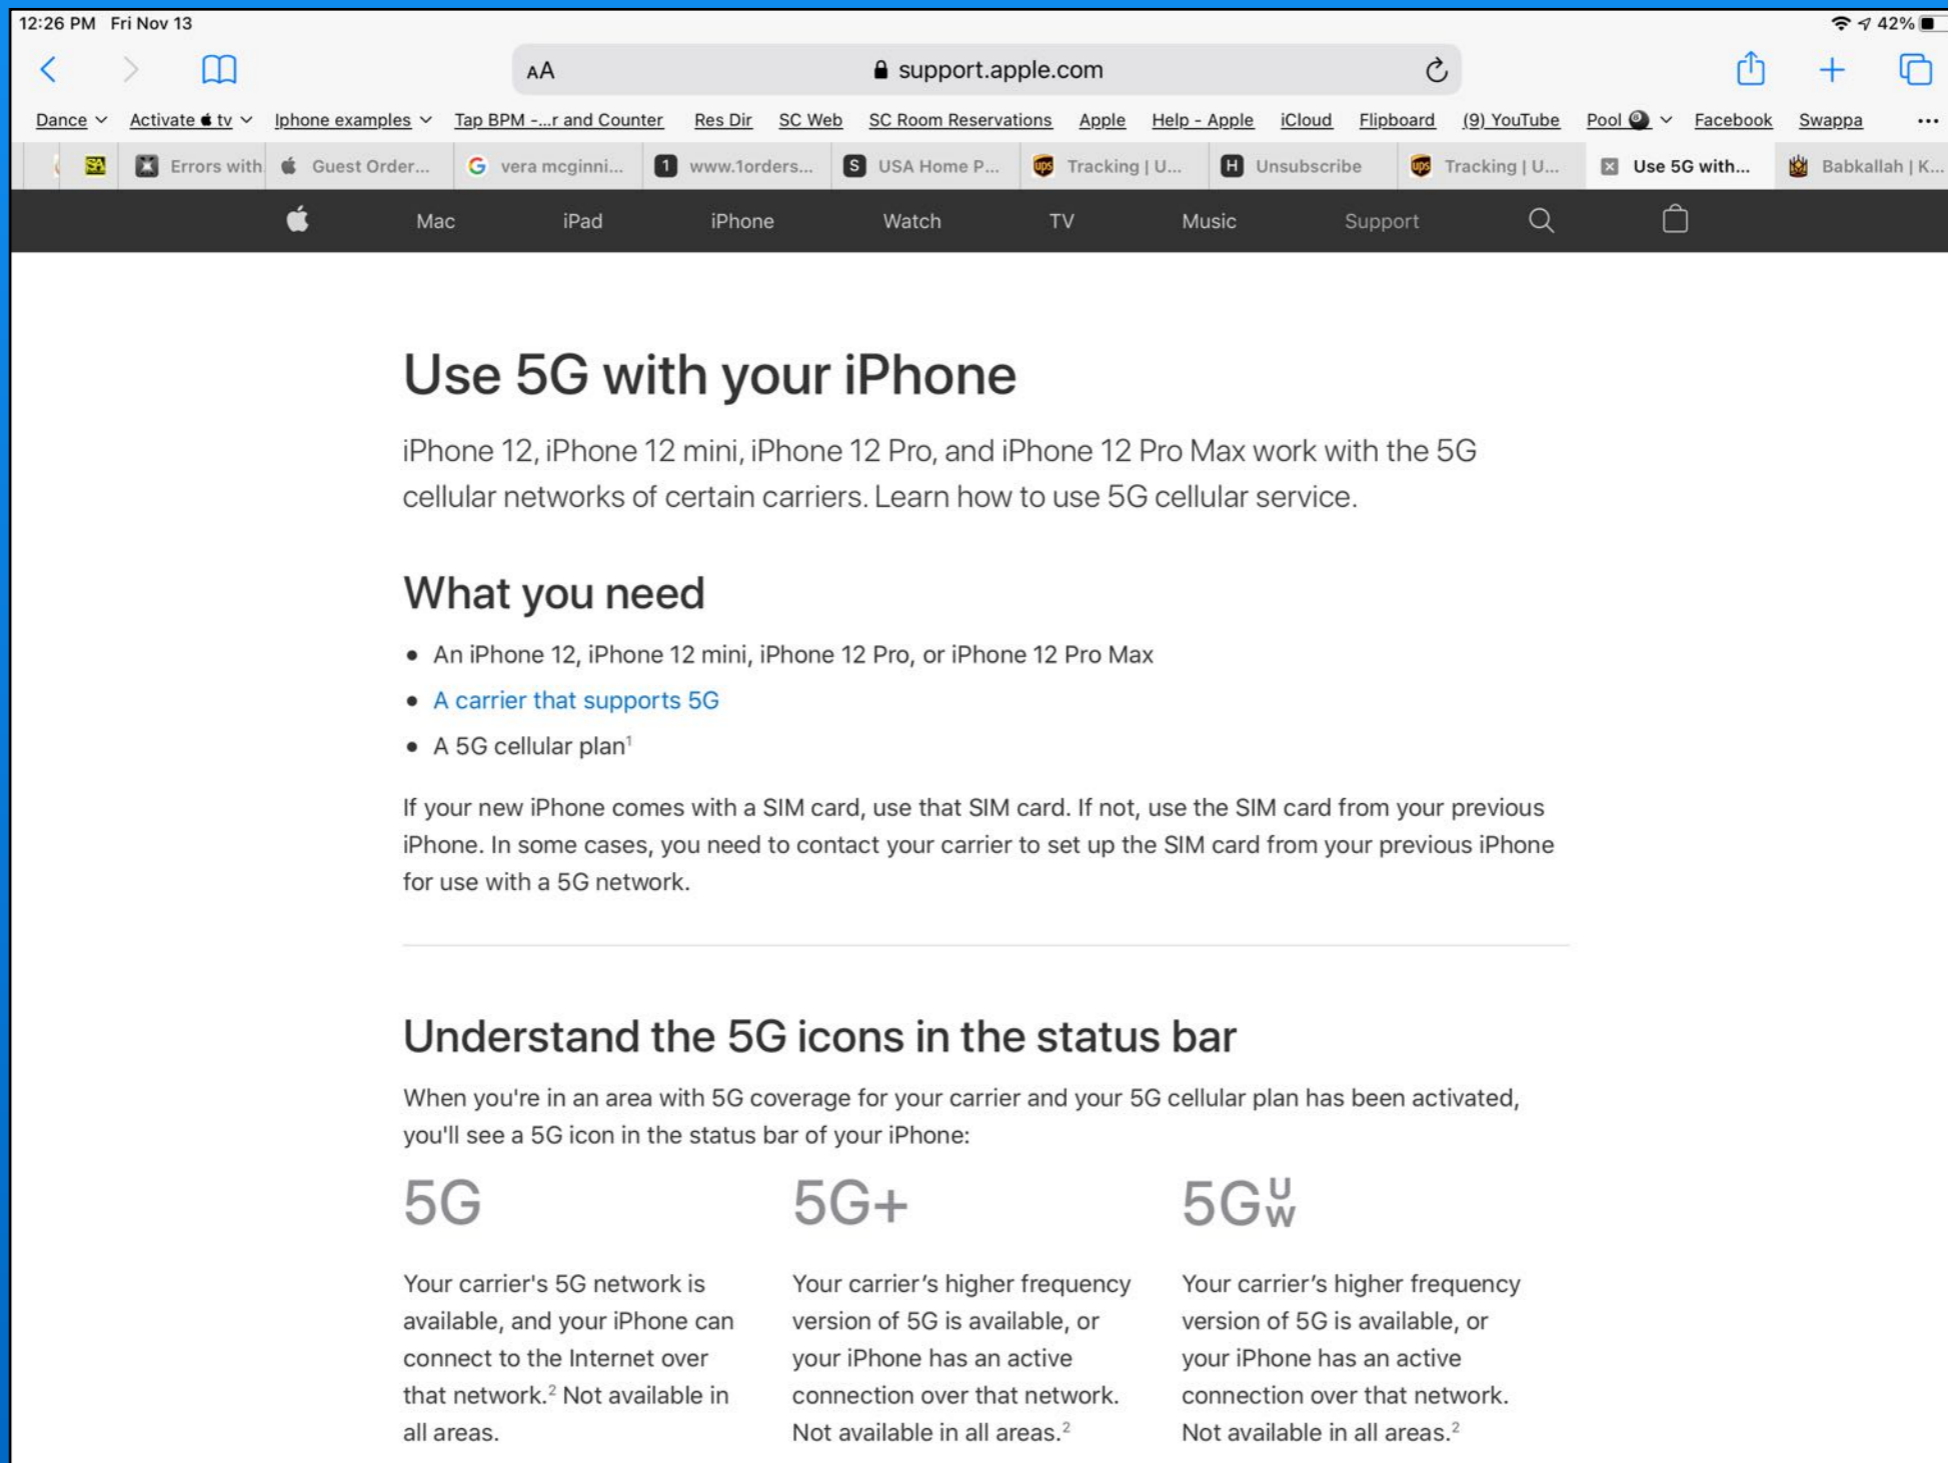 12:26 PM Fri Nov 13 42%
AA support.apple.com
Dance Activate tv Iphone examples Tap BPM -...r and Counter Res Dir SC Web SC Room Reservations Apple Help - Apple iCloud Flipboard (9) YouTube Pool Facebook Swappa ...
SA Errors with Guest Order... G vera mcginni... 1 www.1orders... S USA Home P... ups Tracking | U... H Unsubscribe ups Tracking | U... Use 5G with... Babkallah | K...
Mac iPad iPhone Watch TV Music Support
Use 5G with your iPhone
iPhone 12, iPhone 12 mini, iPhone 12 Pro, and iPhone 12 Pro Max work with the 5G
cellular networks of certain carriers. Learn how to use 5G cellular service.
What you need
• An iPhone 12, iPhone 12 mini, iPhone 12 Pro, or iPhone 12 Pro Max
• A carrier that supports 5G
• A 5G cellular plan¹
If your new iPhone comes with a SIM card, use that SIM card. If not, use the SIM card from your previous
iPhone. In some cases, you need to contact your carrier to set up the SIM card from your previous iPhone
for use with a 5G network.
Understand the 5G icons in the status bar
When you're in an area with 5G coverage for your carrier and your 5G cellular plan has been activated,
you'll see a 5G icon in the status bar of your iPhone:
5G
Your carrier's 5G network is
available, and your iPhone can
connect to the Internet over
that network.² Not available in
all areas.
5G+
Your carrier’s higher frequency
version of 5G is available, or
your iPhone has an active
connection over that network.
Not available in all areas.²
5G UW
Your carrier’s higher frequency
version of 5G is available, or
your iPhone has an active
connection over that network.
Not available in all areas.²